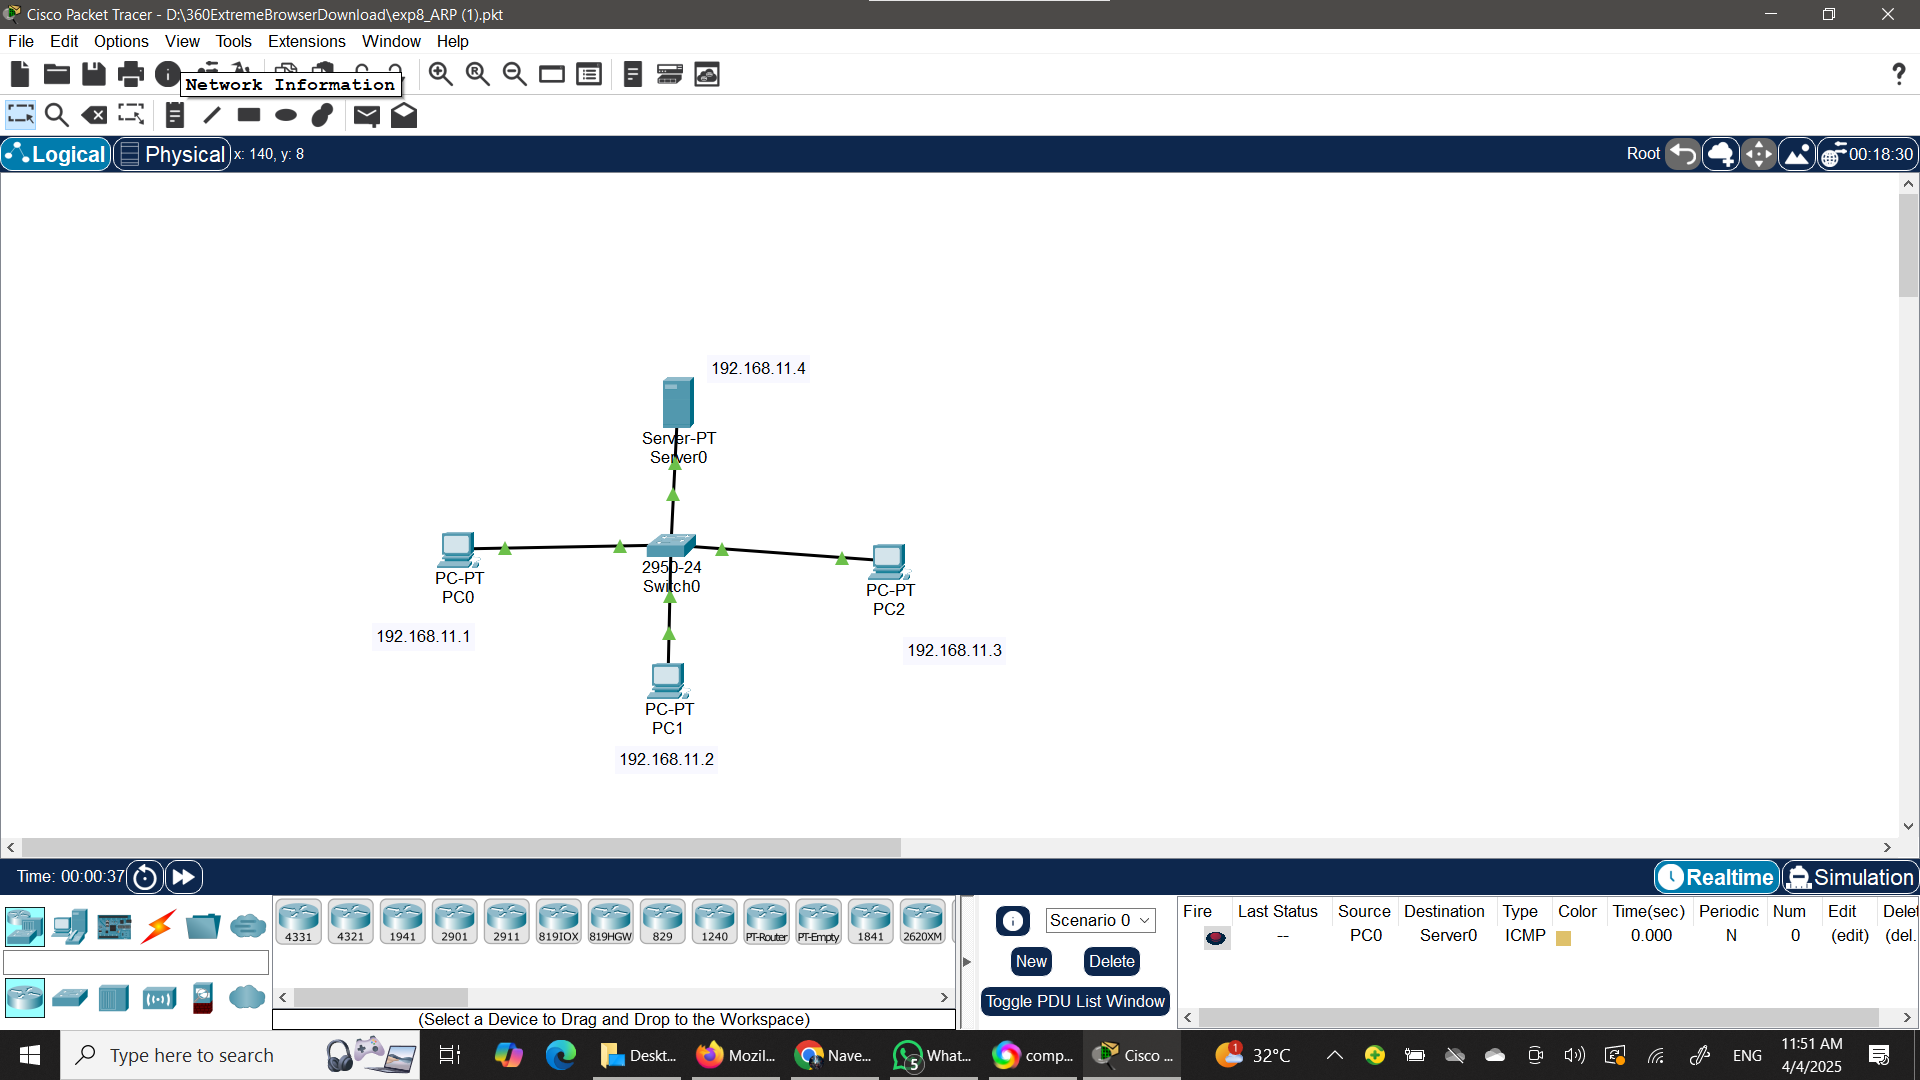 Cisco Packet Tracer - D:\360ExtremeBrowserDownload\exp8_ARP (1).pkt
File Edit Options View Tools Extensions Window Help
Network Information
?
Logical Physical x: 140, y: 8 Root 00:18:30
192.168.11.4
Server-PT
Server0
PC-PT
PC0
192.168.11.1
2950-24
Switch0
PC-PT
PC2
192.168.11.3
PC-PT
PC1
192.168.11.2
Time: 00:00:37 Realtime Simulation
4331 4321 1941 2901 2911 819IOX 819HGW 829 1240 PT-Router PT-Empty 1841 2620XM
(Select a Device to Drag and Drop to the Workspace)
Scenario 0
New Delete
Toggle PDU List Window
Fire Last Status Source Destination Type Color Time(sec) Periodic Num Edit Delet
-- PC0 Server0 ICMP 0.000 N 0 (edit) (del.
Type here to search Deskt... Mozil... Nave... 5 What... comp... Cisco ... 1 32°C ENG 11:51 AM
4/4/2025